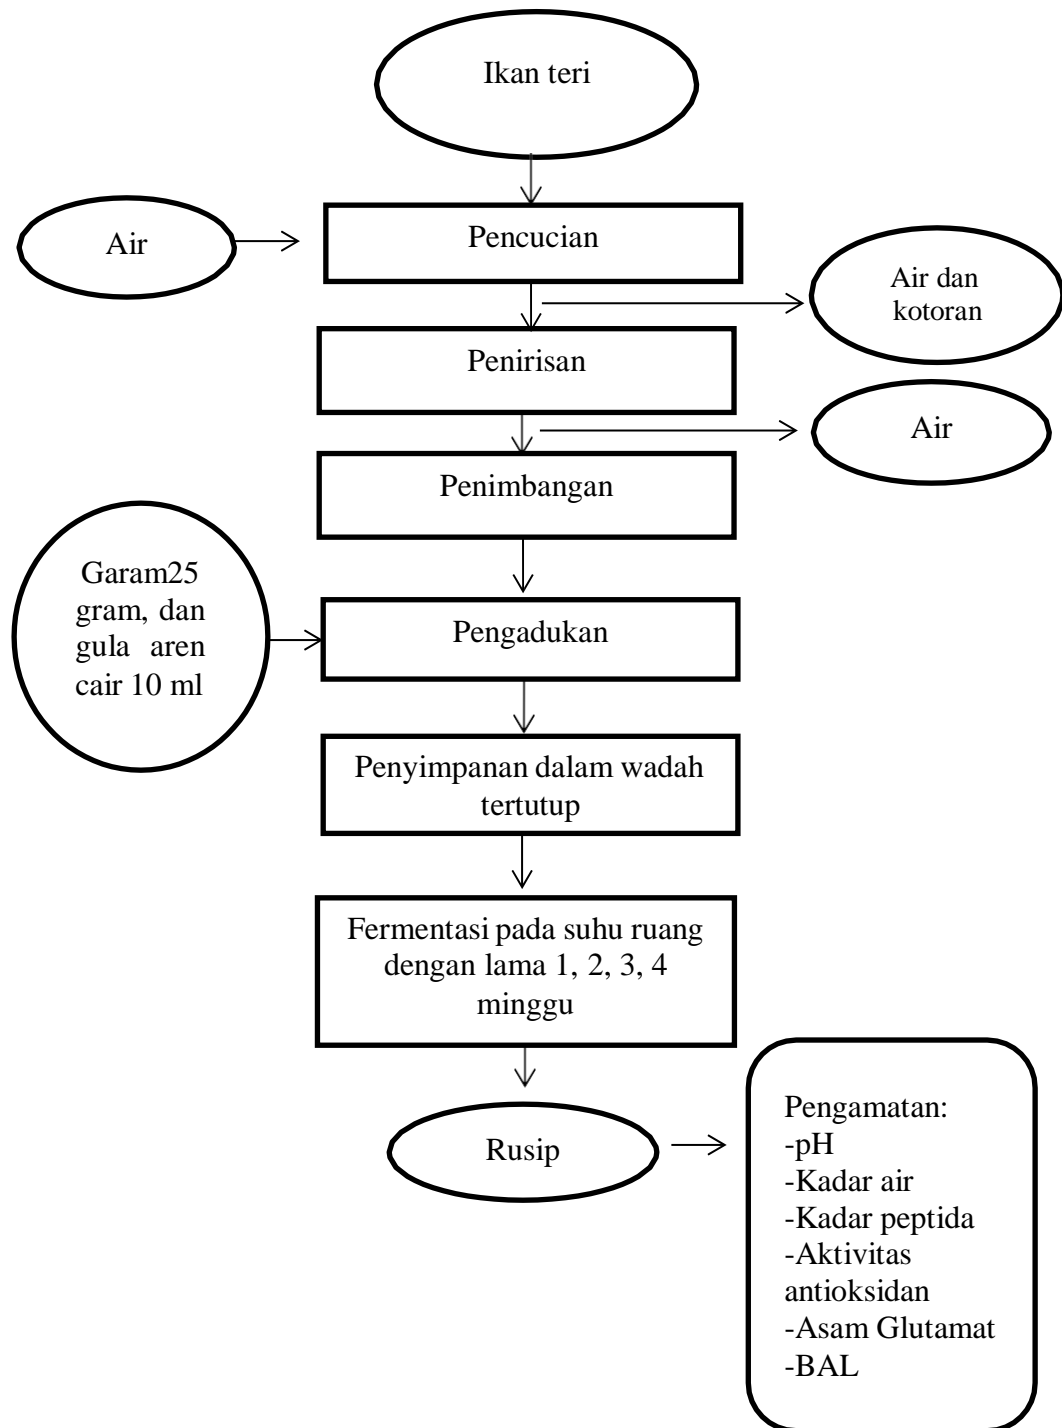 Ikan teri
Air
Pencucian
Air dan
kotoran
Penirisan
Air
Penimbangan
Garam25
gram, dan
gula aren
cair 10 ml
Pengadukan
Penyimpanan dalam wadah
tertutup
Fermentasi pada suhu ruang
dengan lama 1, 2, 3, 4
minggu
Rusip
Pengamatan:
-pH
-Kadar air
-Kadar peptida
-Aktivitas
antioksidan
-Asam Glutamat
-BAL